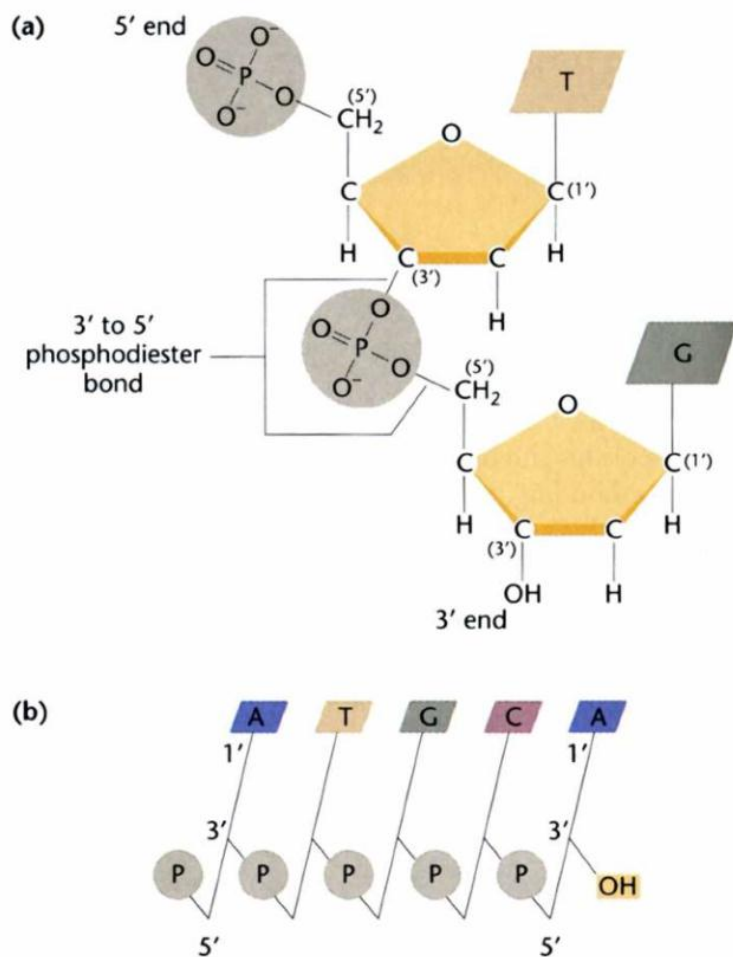 (a)
5′ end
O⁻
O
P
O
O⁻
(5′)
CH₂
T
O
C
C(1′)
H
C
C
H
(3′)
H
O
O
P
O
O⁻
3′ to 5′
phosphodiester
bond
(5′)
CH₂
G
O
C
C(1′)
H
C
C
H
(3′)
OH
H
3′ end
(b)
A T G C A
1′ 1′
3′ 3′
P P P P P OH
5′ 5′